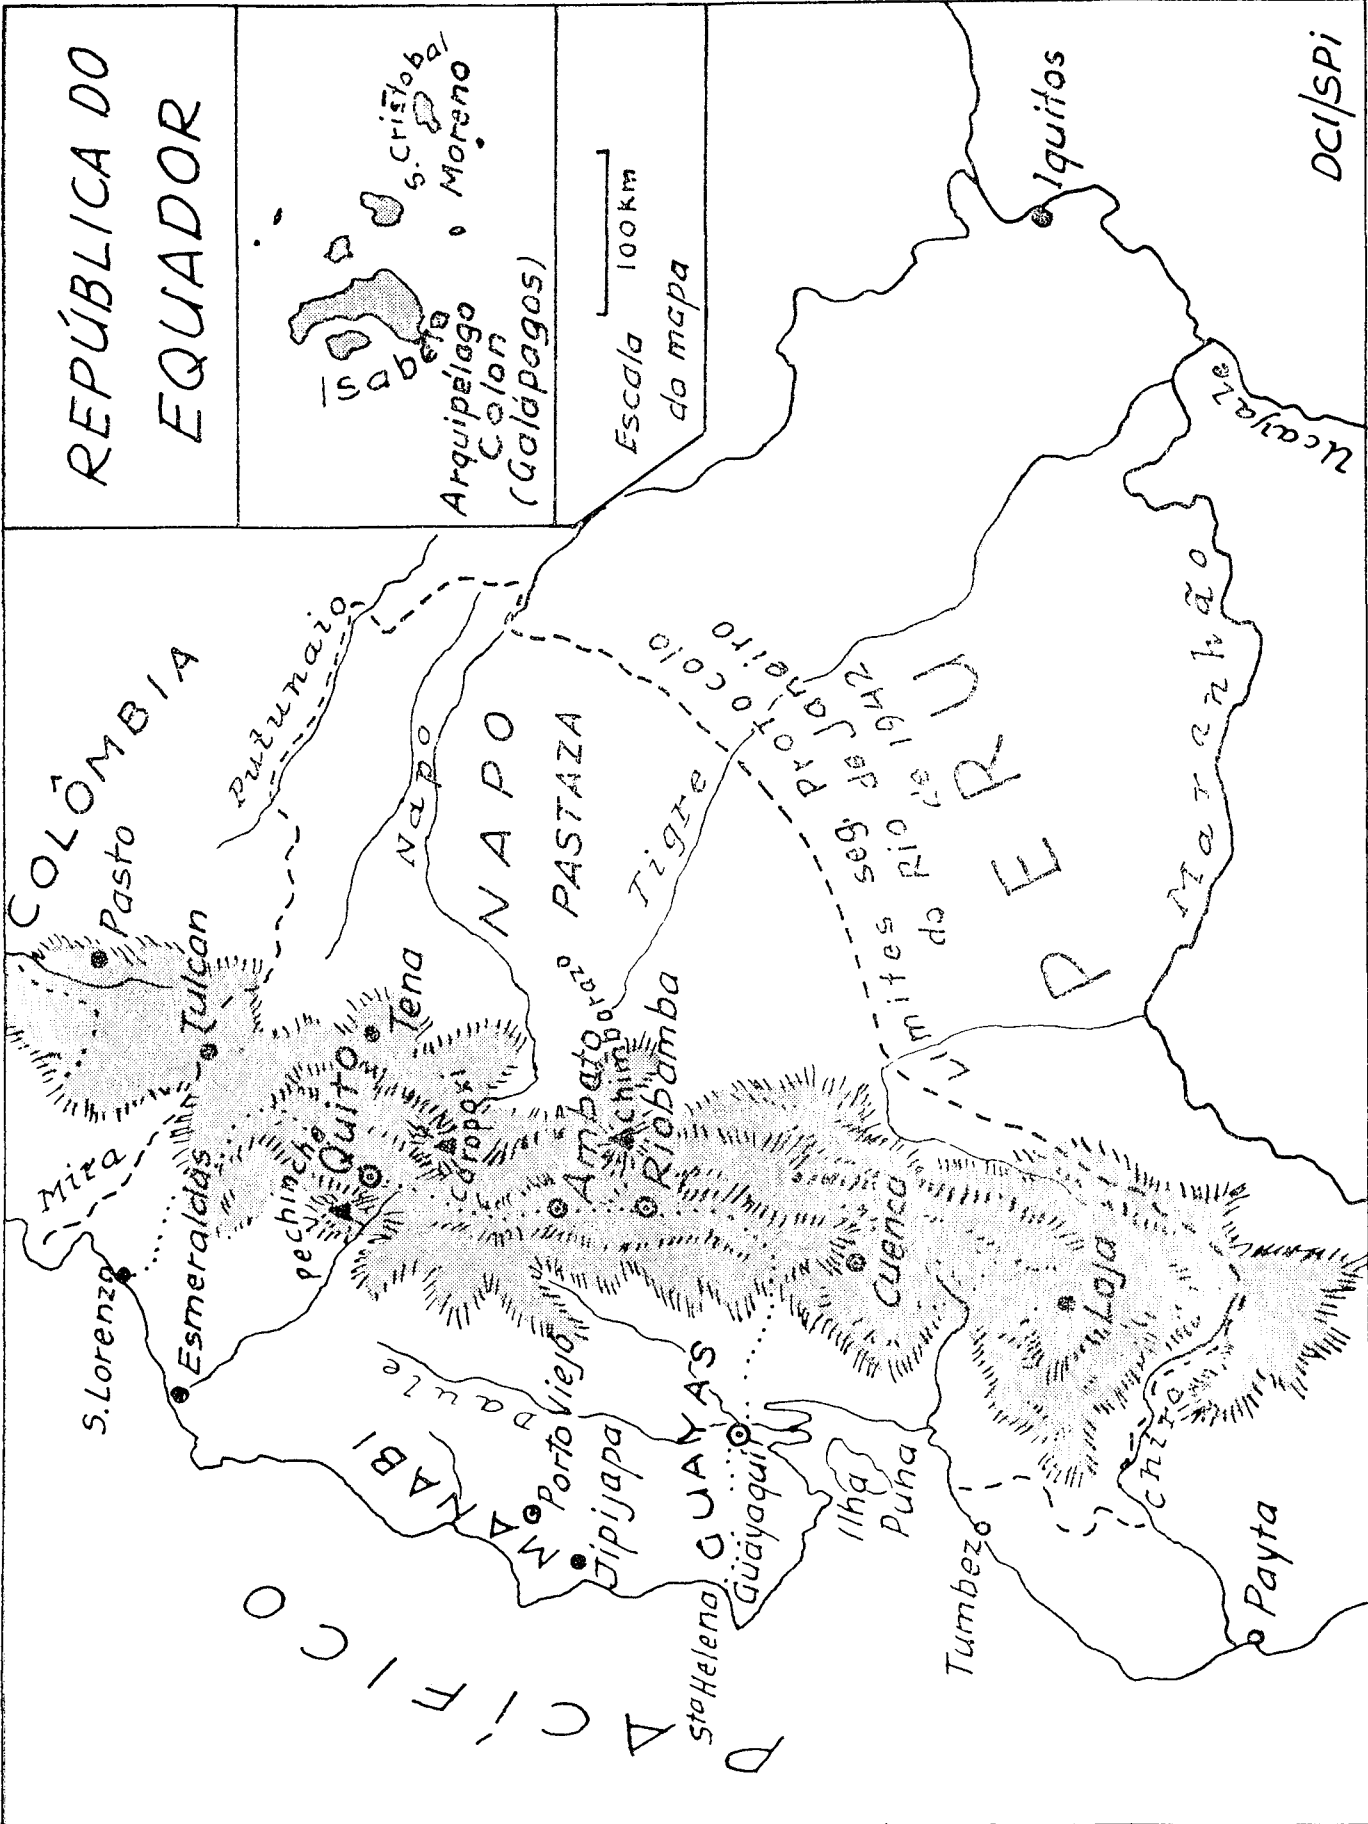 REPÚBLICA DO
EQUADOR
S. Cristobal
Moreno
Isabela
Arquipélago
Colon
(Galápagos)
Escala 100 km
do mapa
COLÔMBIA
Pasto
Mira
S. Lorenzo
Tulcan
Esmeraldas
Putumaio
Pechincha
QUITO
Tena
Cotopaxi
Napo
NAPO
PASTAZA
Ambato
Chimborazo
Riobamba
Tigre
MANABI
Daule
Porto Viejo
Jipijapa
GUAYAS
Guayaquil
Sta Helena
Ilha
Puna
Cuenca
Loja
Limites seg. Protocolo
do Rio de Janeiro
de 1942
PERU
PACÍFICO
Tumbez
Chira
Payta
Maranhão
Ucayale
Iquitos
DCI/SPi